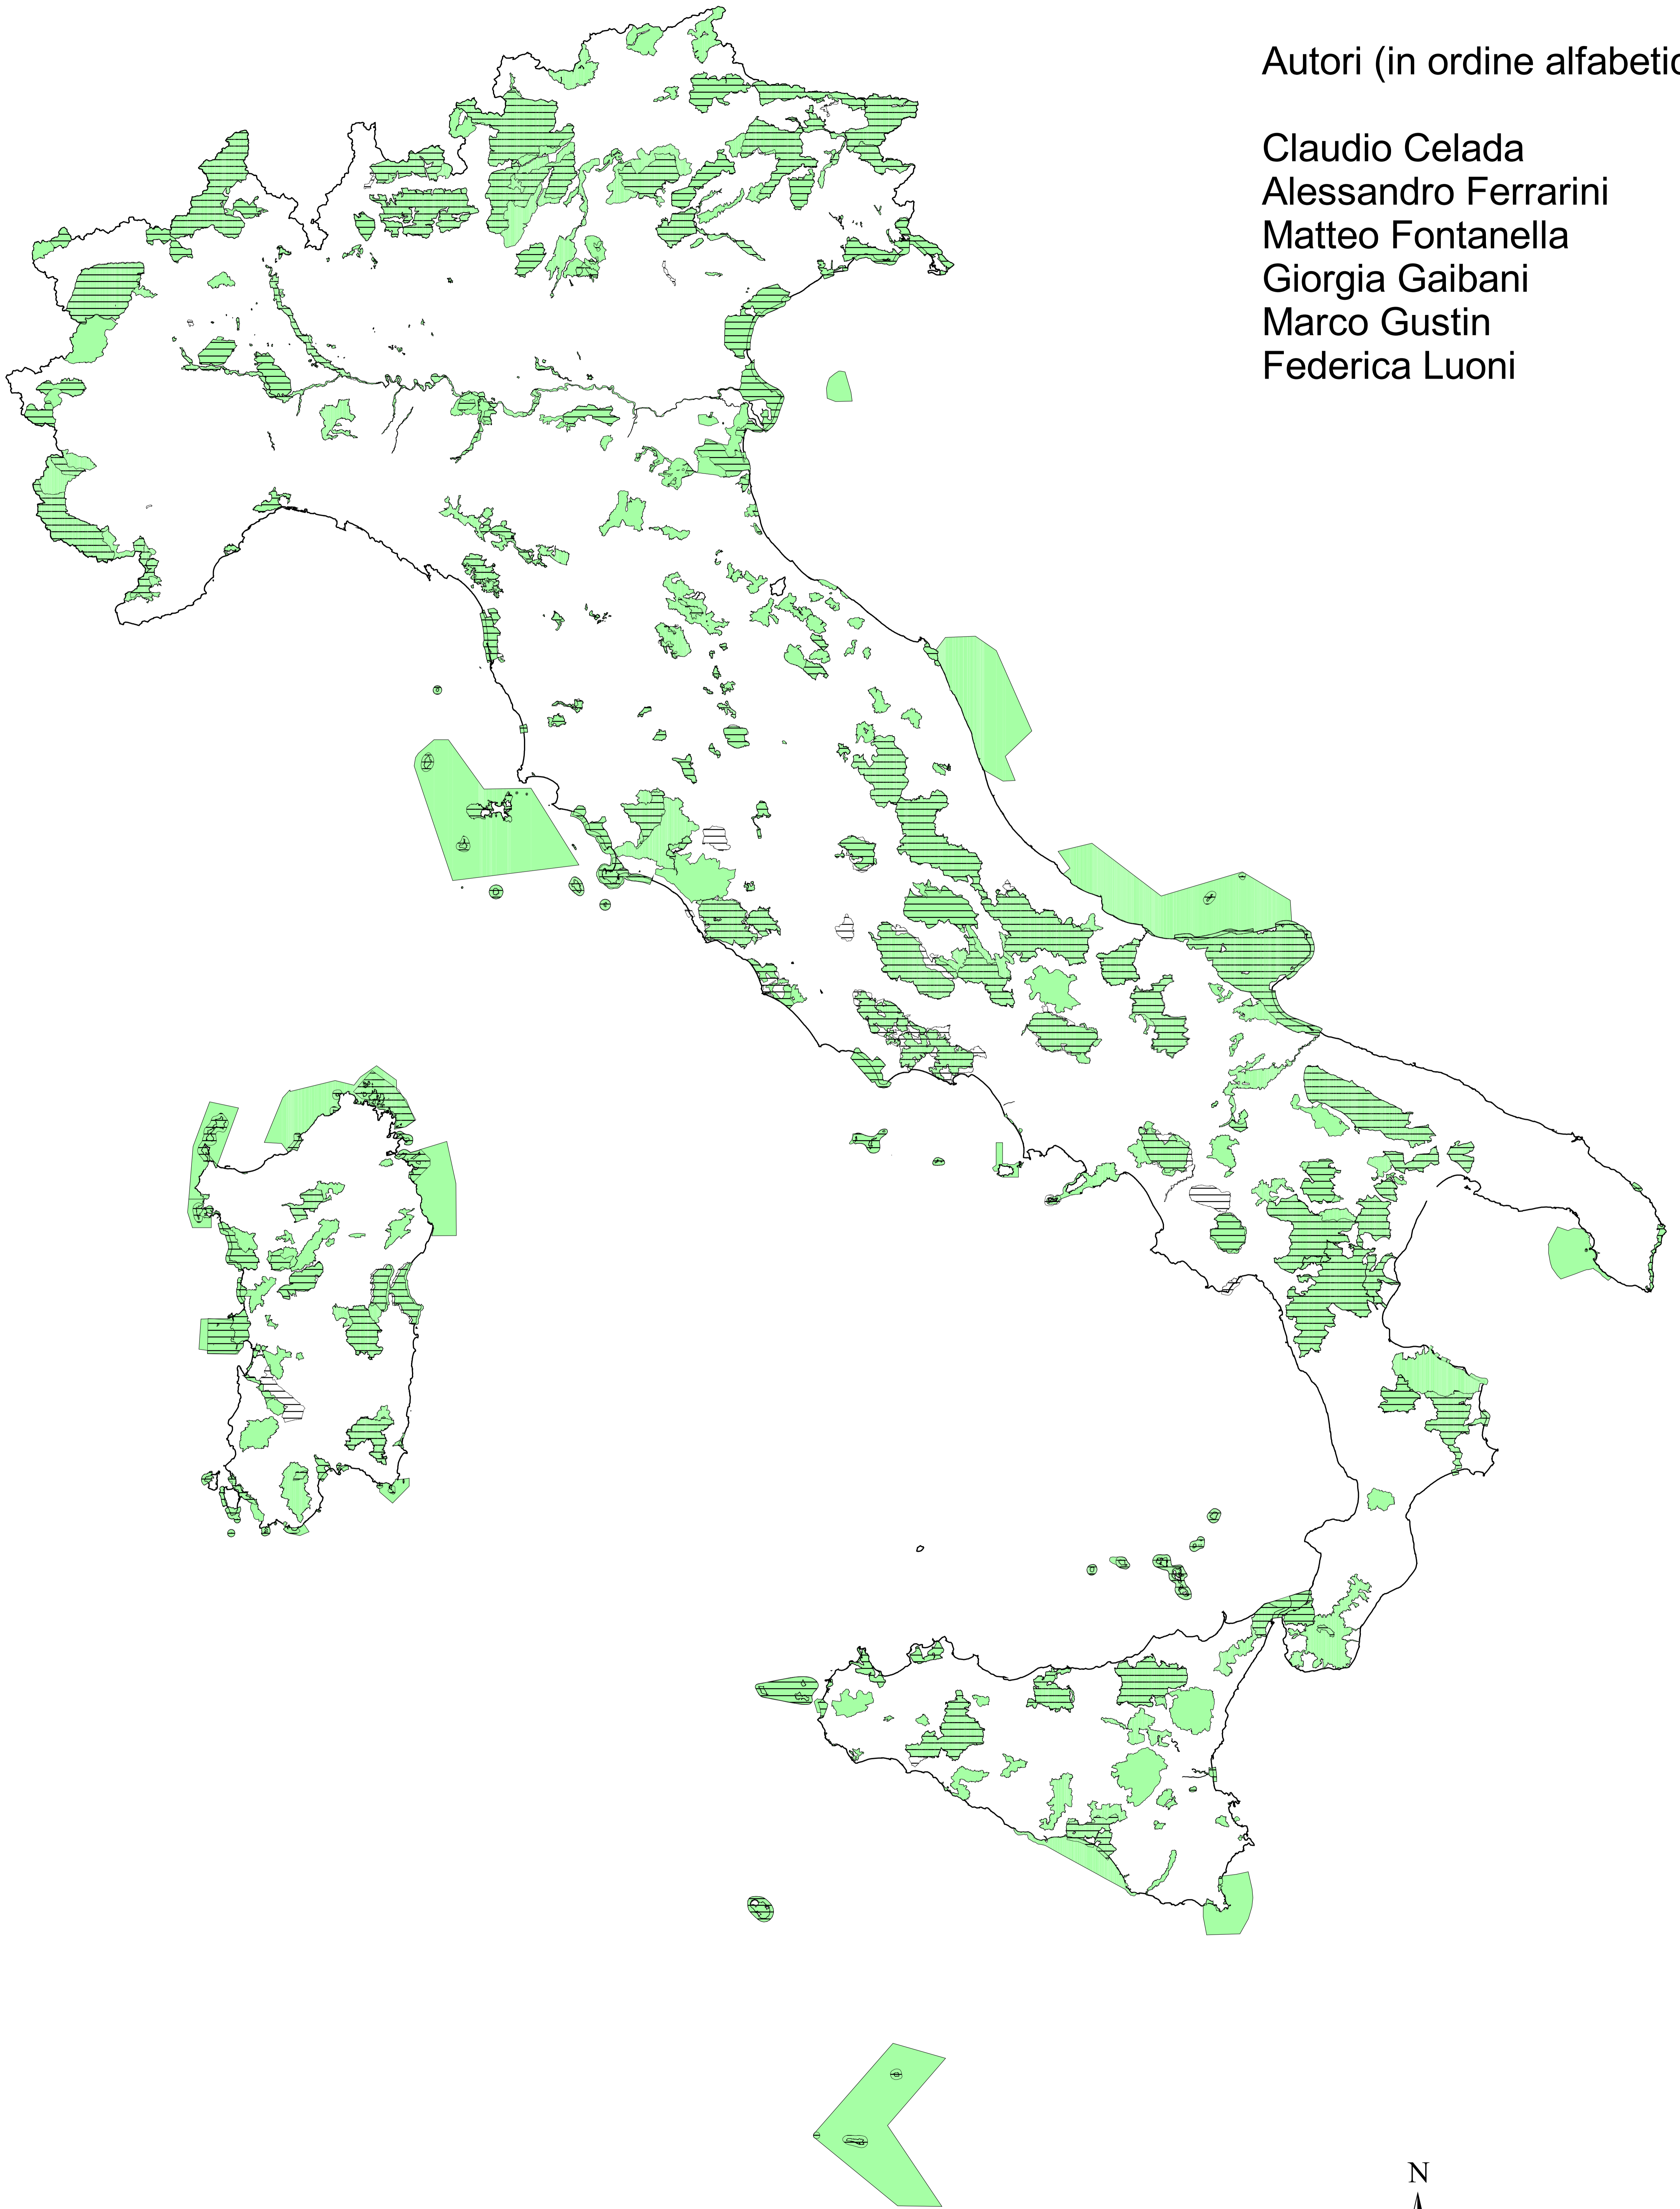 Autori (in ordine alfabetic
Claudio Celada
Alessandro Ferrarini
Matteo Fontanella
Giorgia Gaibani
Marco Gustin
Federica Luoni
N